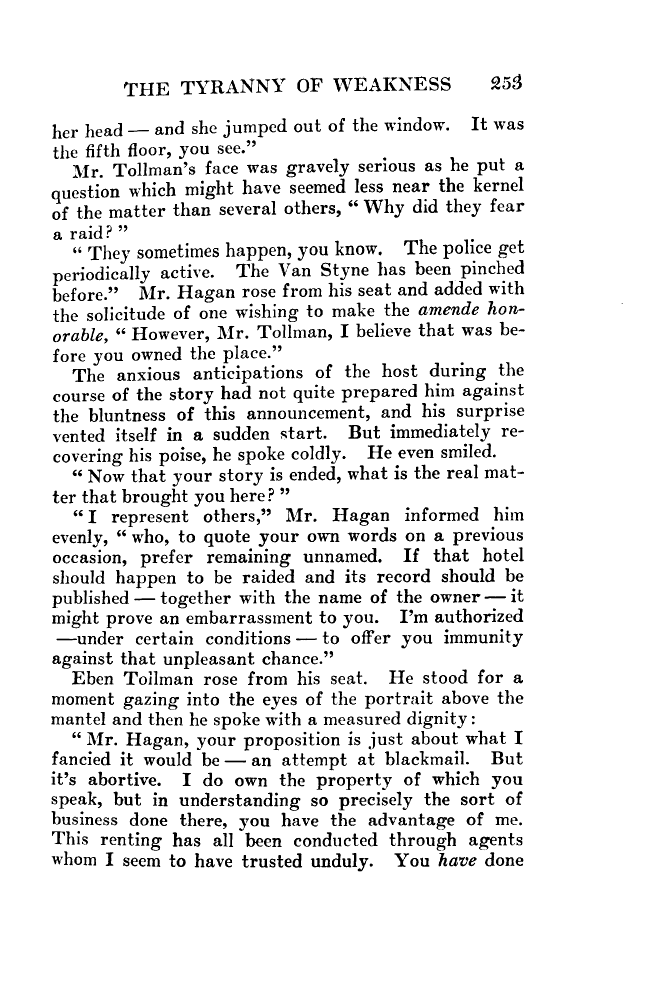 THE TYRANNY OF WEAKNESS 253
her head — and she jumped out of the window. It was
the fifth floor, you see.”
Mr. Tollman’s face was gravely serious as he put a
question which might have seemed less near the kernel
of the matter than several others, “ Why did they fear
a raid? ”
“ They sometimes happen, you know. The police get
periodically active. The Van Styne has been pinched
before.” Mr. Hagan rose from his seat and added with
the solicitude of one wishing to make the amende hon-
orable, “ However, Mr. Tollman, I believe that was be-
fore you owned the place.”
The anxious anticipations of the host during the
course of the story had not quite prepared him against
the bluntness of this announcement, and his surprise
vented itself in a sudden start. But immediately re-
covering his poise, he spoke coldly. He even smiled.
“ Now that your story is ended, what is the real mat-
ter that brought you here? ”
“ I represent others,” Mr. Hagan informed him
evenly, “ who, to quote your own words on a previous
occasion, prefer remaining unnamed. If that hotel
should happen to be raided and its record should be
published — together with the name of the owner — it
might prove an embarrassment to you. I’m authorized
—under certain conditions — to offer you immunity
against that unpleasant chance.”
Eben Tollman rose from his seat. He stood for a
moment gazing into the eyes of the portrait above the
mantel and then he spoke with a measured dignity:
“ Mr. Hagan, your proposition is just about what I
fancied it would be — an attempt at blackmail. But
it’s abortive. I do own the property of which you
speak, but in understanding so precisely the sort of
business done there, you have the advantage of me.
This renting has all been conducted through agents
whom I seem to have trusted unduly. You have done